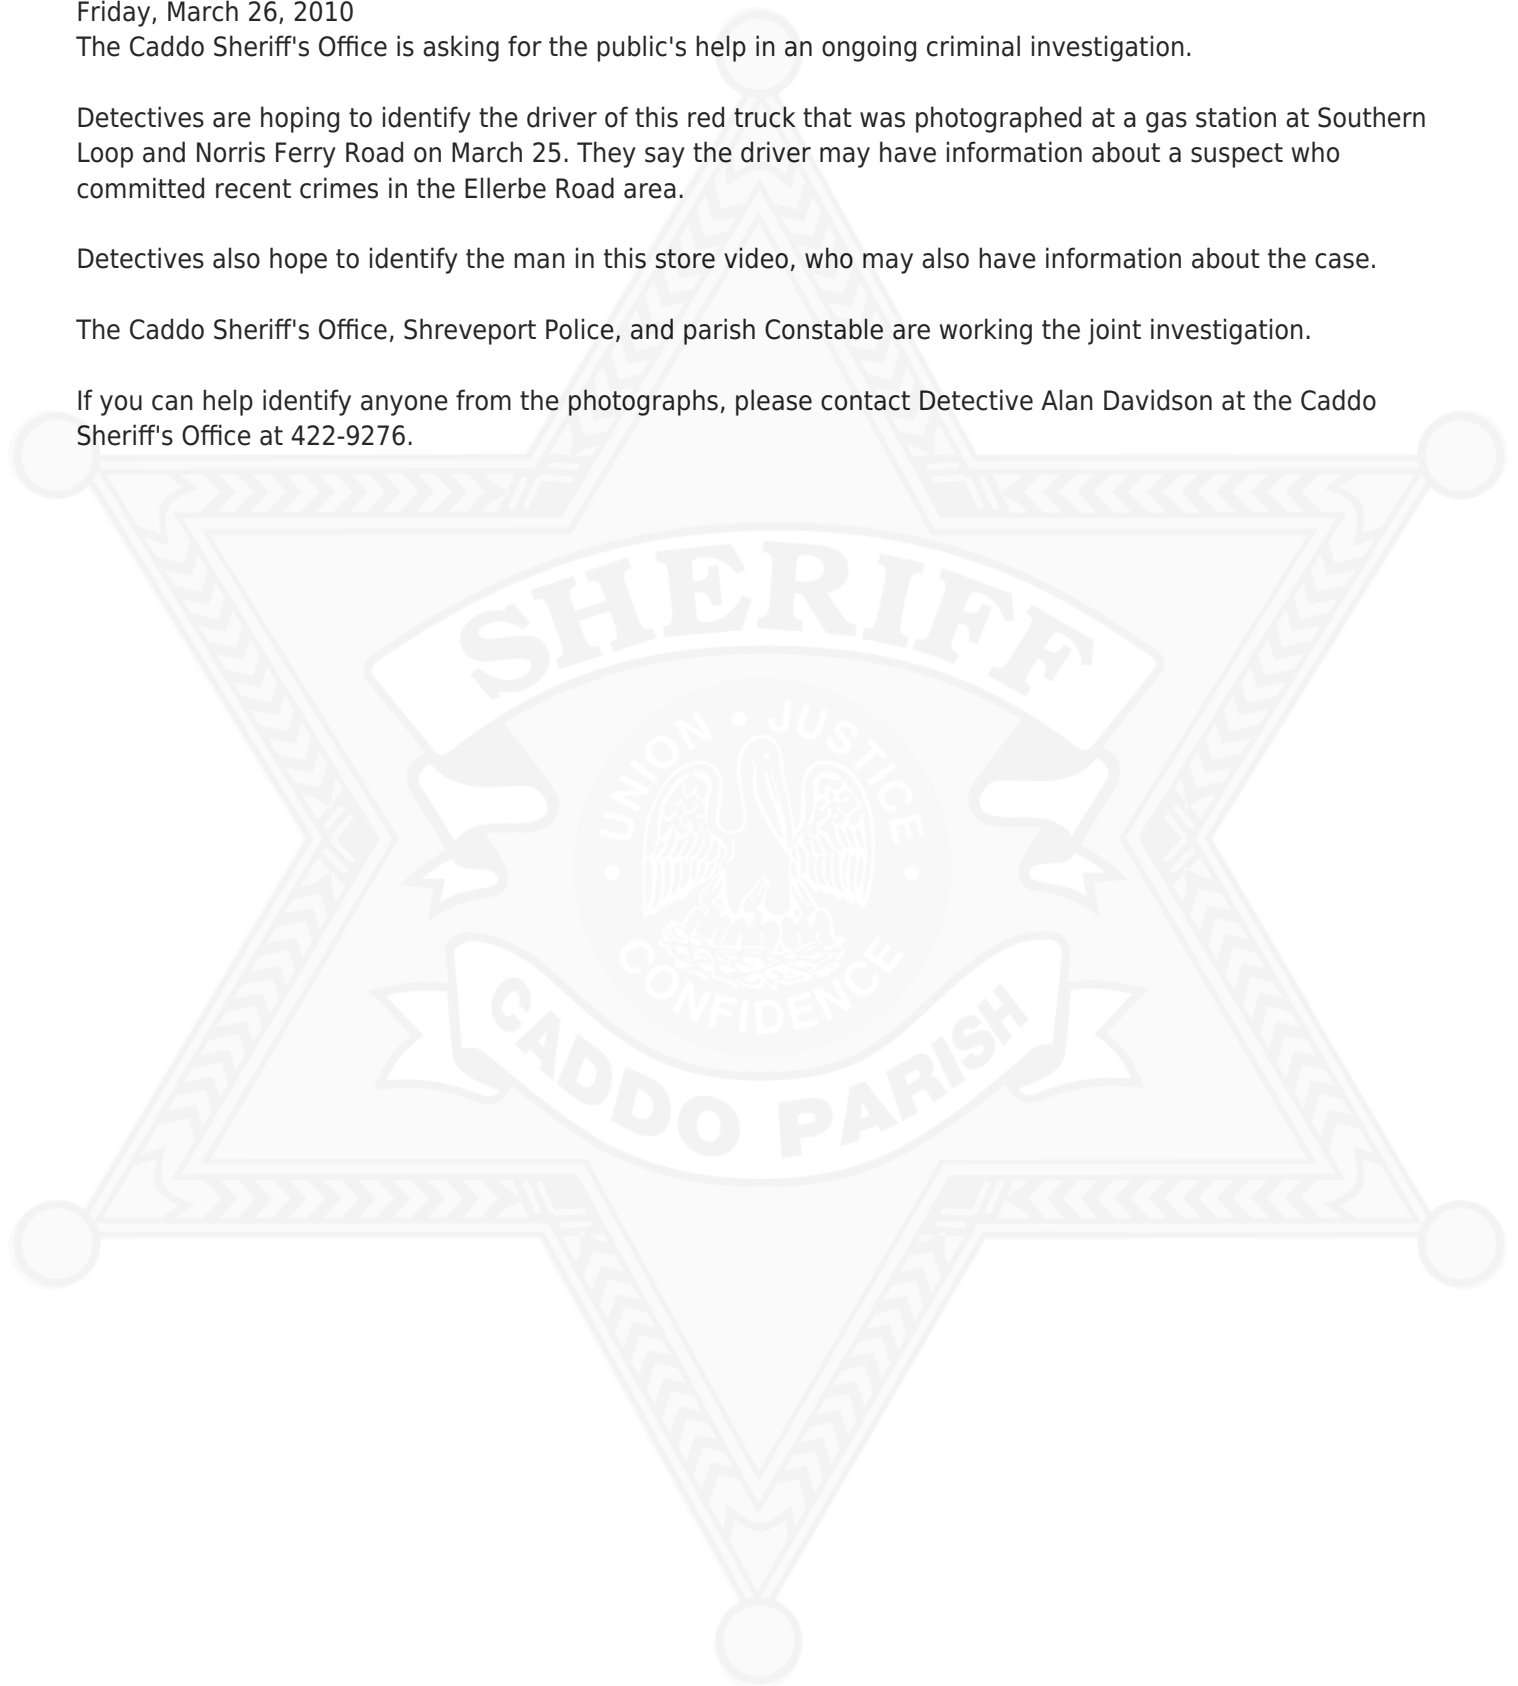 Friday, March 26, 2010
The Caddo Sheriff's Office is asking for the public's help in an ongoing criminal investigation.
Detectives are hoping to identify the driver of this red truck that was photographed at a gas station at Southern
Loop and Norris Ferry Road on March 25. They say the driver may have information about a suspect who
committed recent crimes in the Ellerbe Road area.
Detectives also hope to identify the man in this store video, who may also have information about the case.
The Caddo Sheriff's Office, Shreveport Police, and parish Constable are working the joint investigation.
If you can help identify anyone from the photographs, please contact Detective Alan Davidson at the Caddo
Sheriff's Office at 422-9276.
SHERIFF
UNION • JUSTICE
• CONFIDENCE •
CADDO PARISH